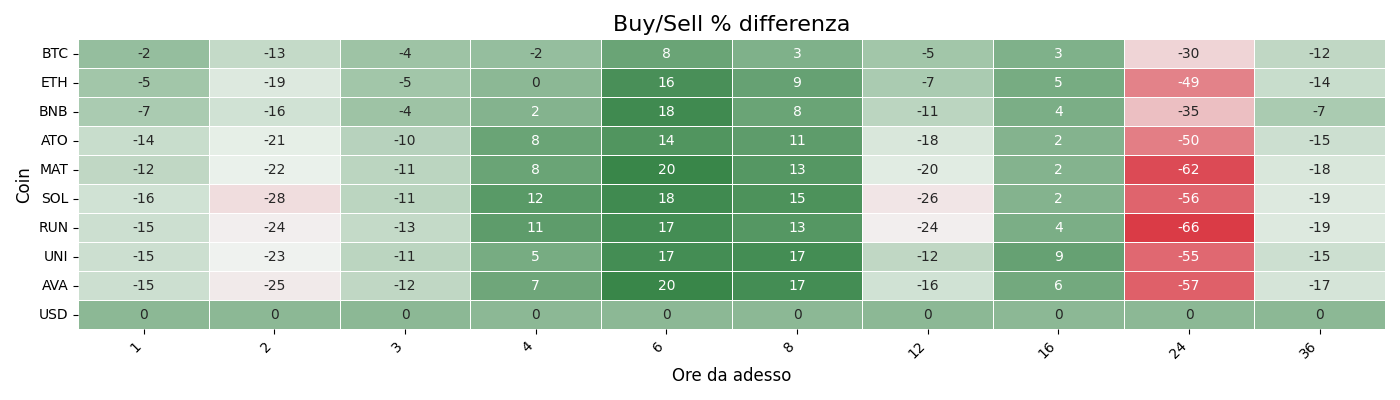 Buy/Sell % differenza
Coin
BTC -2 -13 -4 -2 8 3 -5 3 -30 -12
ETH -5 -19 -5 0 16 9 -7 5 -49 -14
BNB -7 -16 -4 2 18 8 -11 4 -35 -7
ATO -14 -21 -10 8 14 11 -18 2 -50 -15
MAT -12 -22 -11 8 20 13 -20 2 -62 -18
SOL -16 -28 -11 12 18 15 -26 2 -56 -19
RUN -15 -24 -13 11 17 13 -24 4 -66 -19
UNI -15 -23 -11 5 17 17 -12 9 -55 -15
AVA -15 -25 -12 7 20 17 -16 6 -57 -17
USD 0 0 0 0 0 0 0 0 0 0
1 2 3 4 6 8 12 16 24 36
Ore da adesso